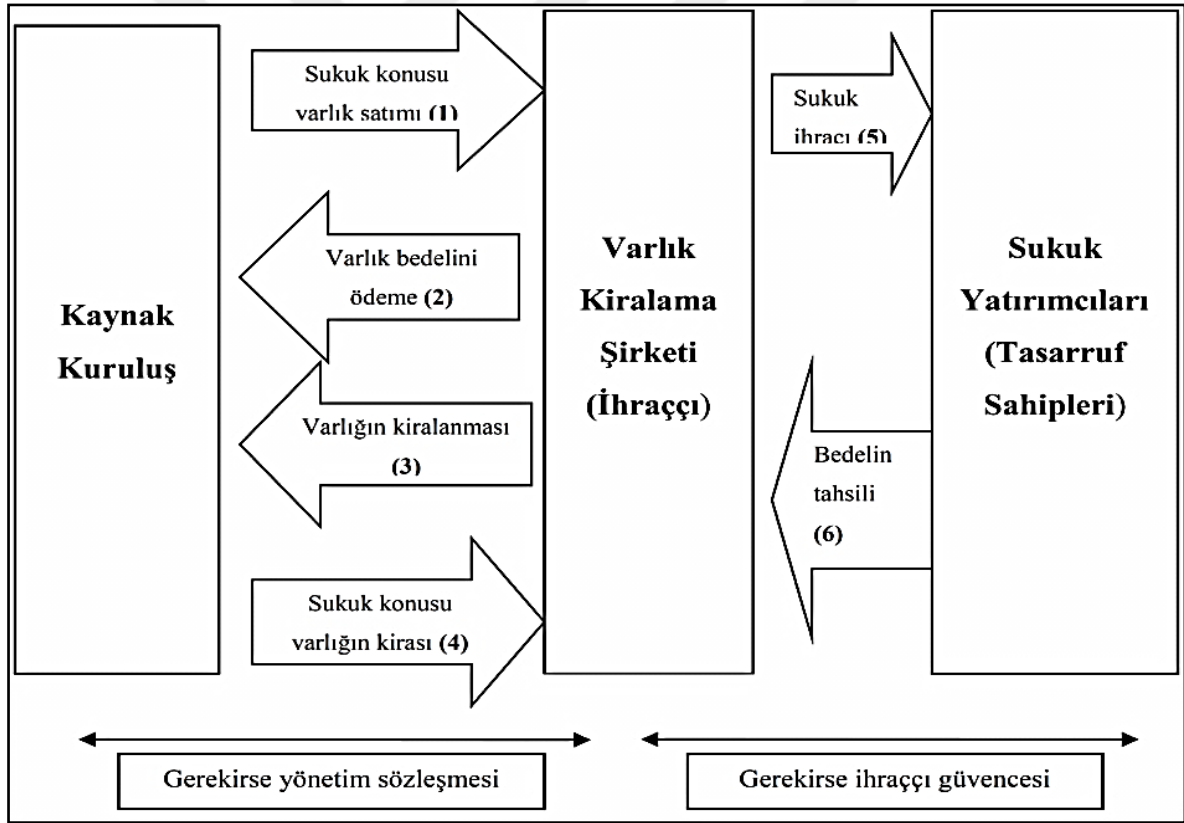 Kaynak
Kuruluş
Sukuk konusu
varlık satımı (1)
Varlık bedelini
ödeme (2)
Varlığın kiralanması
(3)
Sukuk konusu
varlığın kirası (4)
Varlık
Kiralama
Şirketi
(İhraççı)
Sukuk
ihracı (5)
Bedelin
tahsili
(6)
Sukuk
Yatırımcıları
(Tasarruf
Sahipleri)
Gerekirse yönetim sözleşmesi
Gerekirse ihraççı güvencesi